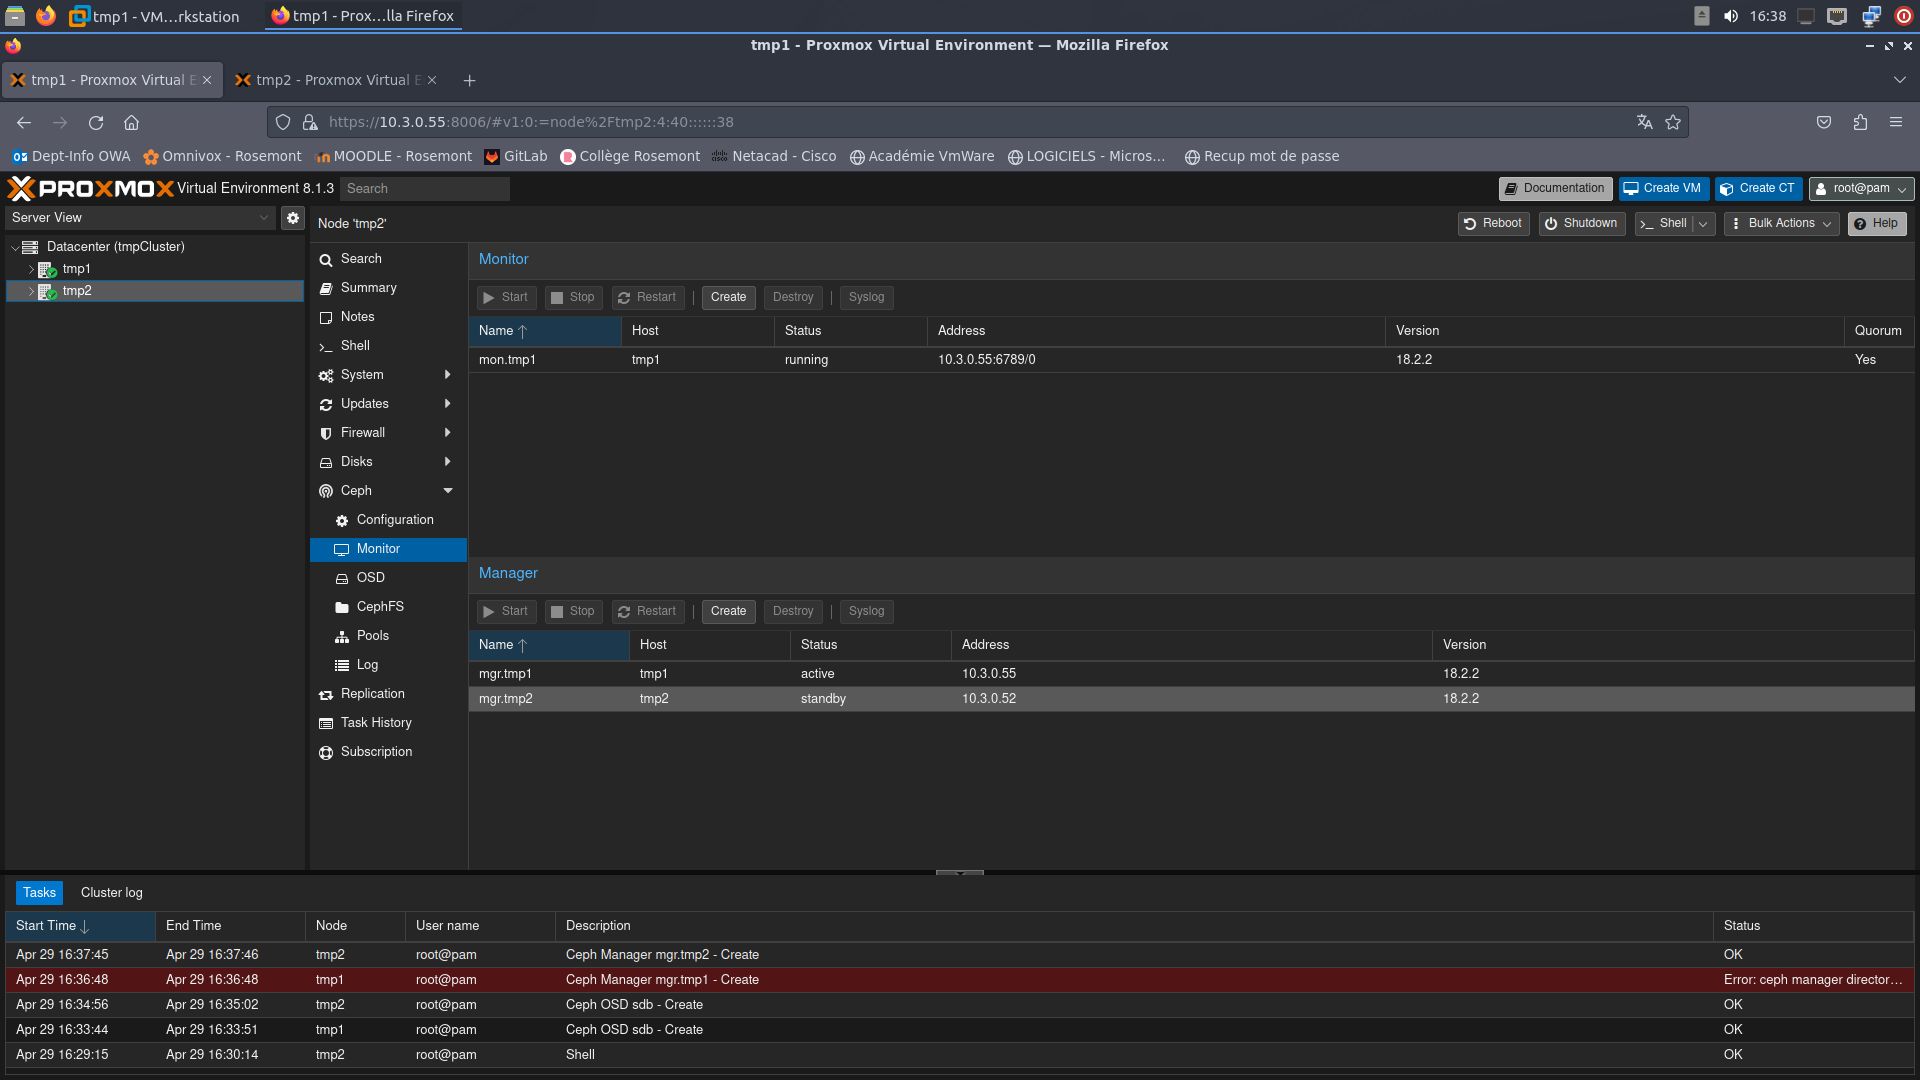 tmp1 - VM…rkstation
tmp1 - Prox…lla Firefox
16:38
tmp1 - Proxmox Virtual Environment — Mozilla Firefox
tmp1 - Proxmox Virtual E
tmp2 - Proxmox Virtual E
https://10.3.0.55:8006/#v1:0:=node%2Ftmp2:4:40::::::38
Dept-Info OWA
Omnivox - Rosemont
MOODLE - Rosemont
GitLab
Collège Rosemont
Netacad - Cisco
Académie VmWare
LOGICIELS - Micros…
Recup mot de passe
PROXMOX Virtual Environment 8.1.3
Search
Documentation
Create VM
Create CT
root@pam
Server View
Node 'tmp2'
Reboot
Shutdown
Shell
Bulk Actions
Help
Datacenter (tmpCluster)
tmp1
tmp2
Search
Summary
Notes
Shell
System
Updates
Firewall
Disks
Ceph
Configuration
Monitor
OSD
CephFS
Pools
Log
Replication
Task History
Subscription
Monitor
Start Stop Restart Create Destroy Syslog
Name Host Status Address Version Quorum
mon.tmp1 tmp1 running 10.3.0.55:6789/0 18.2.2 Yes
Manager
Start Stop Restart Create Destroy Syslog
Name Host Status Address Version
mgr.tmp1 tmp1 active 10.3.0.55 18.2.2
mgr.tmp2 tmp2 standby 10.3.0.52 18.2.2
Tasks Cluster log
Start Time End Time Node User name Description Status
Apr 29 16:37:45 Apr 29 16:37:46 tmp2 root@pam Ceph Manager mgr.tmp2 - Create OK
Apr 29 16:36:48 Apr 29 16:36:48 tmp1 root@pam Ceph Manager mgr.tmp1 - Create Error: ceph manager director…
Apr 29 16:34:56 Apr 29 16:35:02 tmp2 root@pam Ceph OSD sdb - Create OK
Apr 29 16:33:44 Apr 29 16:33:51 tmp1 root@pam Ceph OSD sdb - Create OK
Apr 29 16:29:15 Apr 29 16:30:14 tmp2 root@pam Shell OK